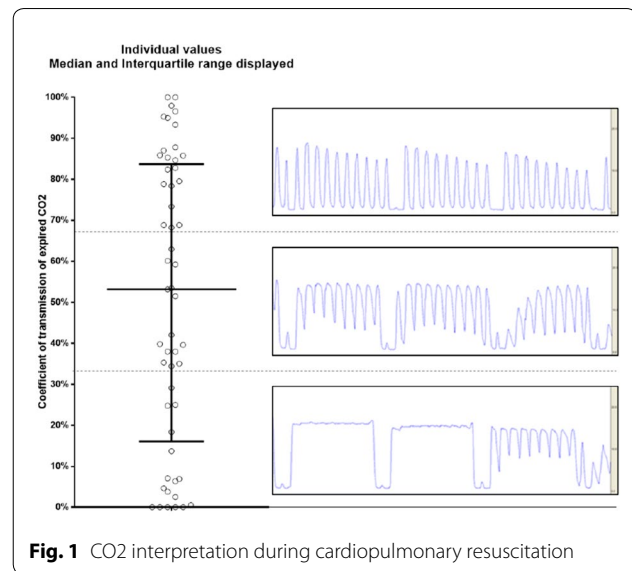 Individual values
Median and Interquartile range displayed
Coefficient of transmission of expired CO2
100%
90%
80%
70%
60%
50%
40%
30%
20%
10%
0%
Fig. 1 CO2 interpretation during cardiopulmonary resuscitation